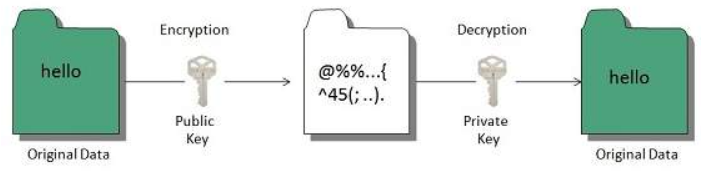 hello
Original Data
Encryption
Public
Key
@%%...{
^45(; ..).
Decryption
Private
Key
hello
Original Data